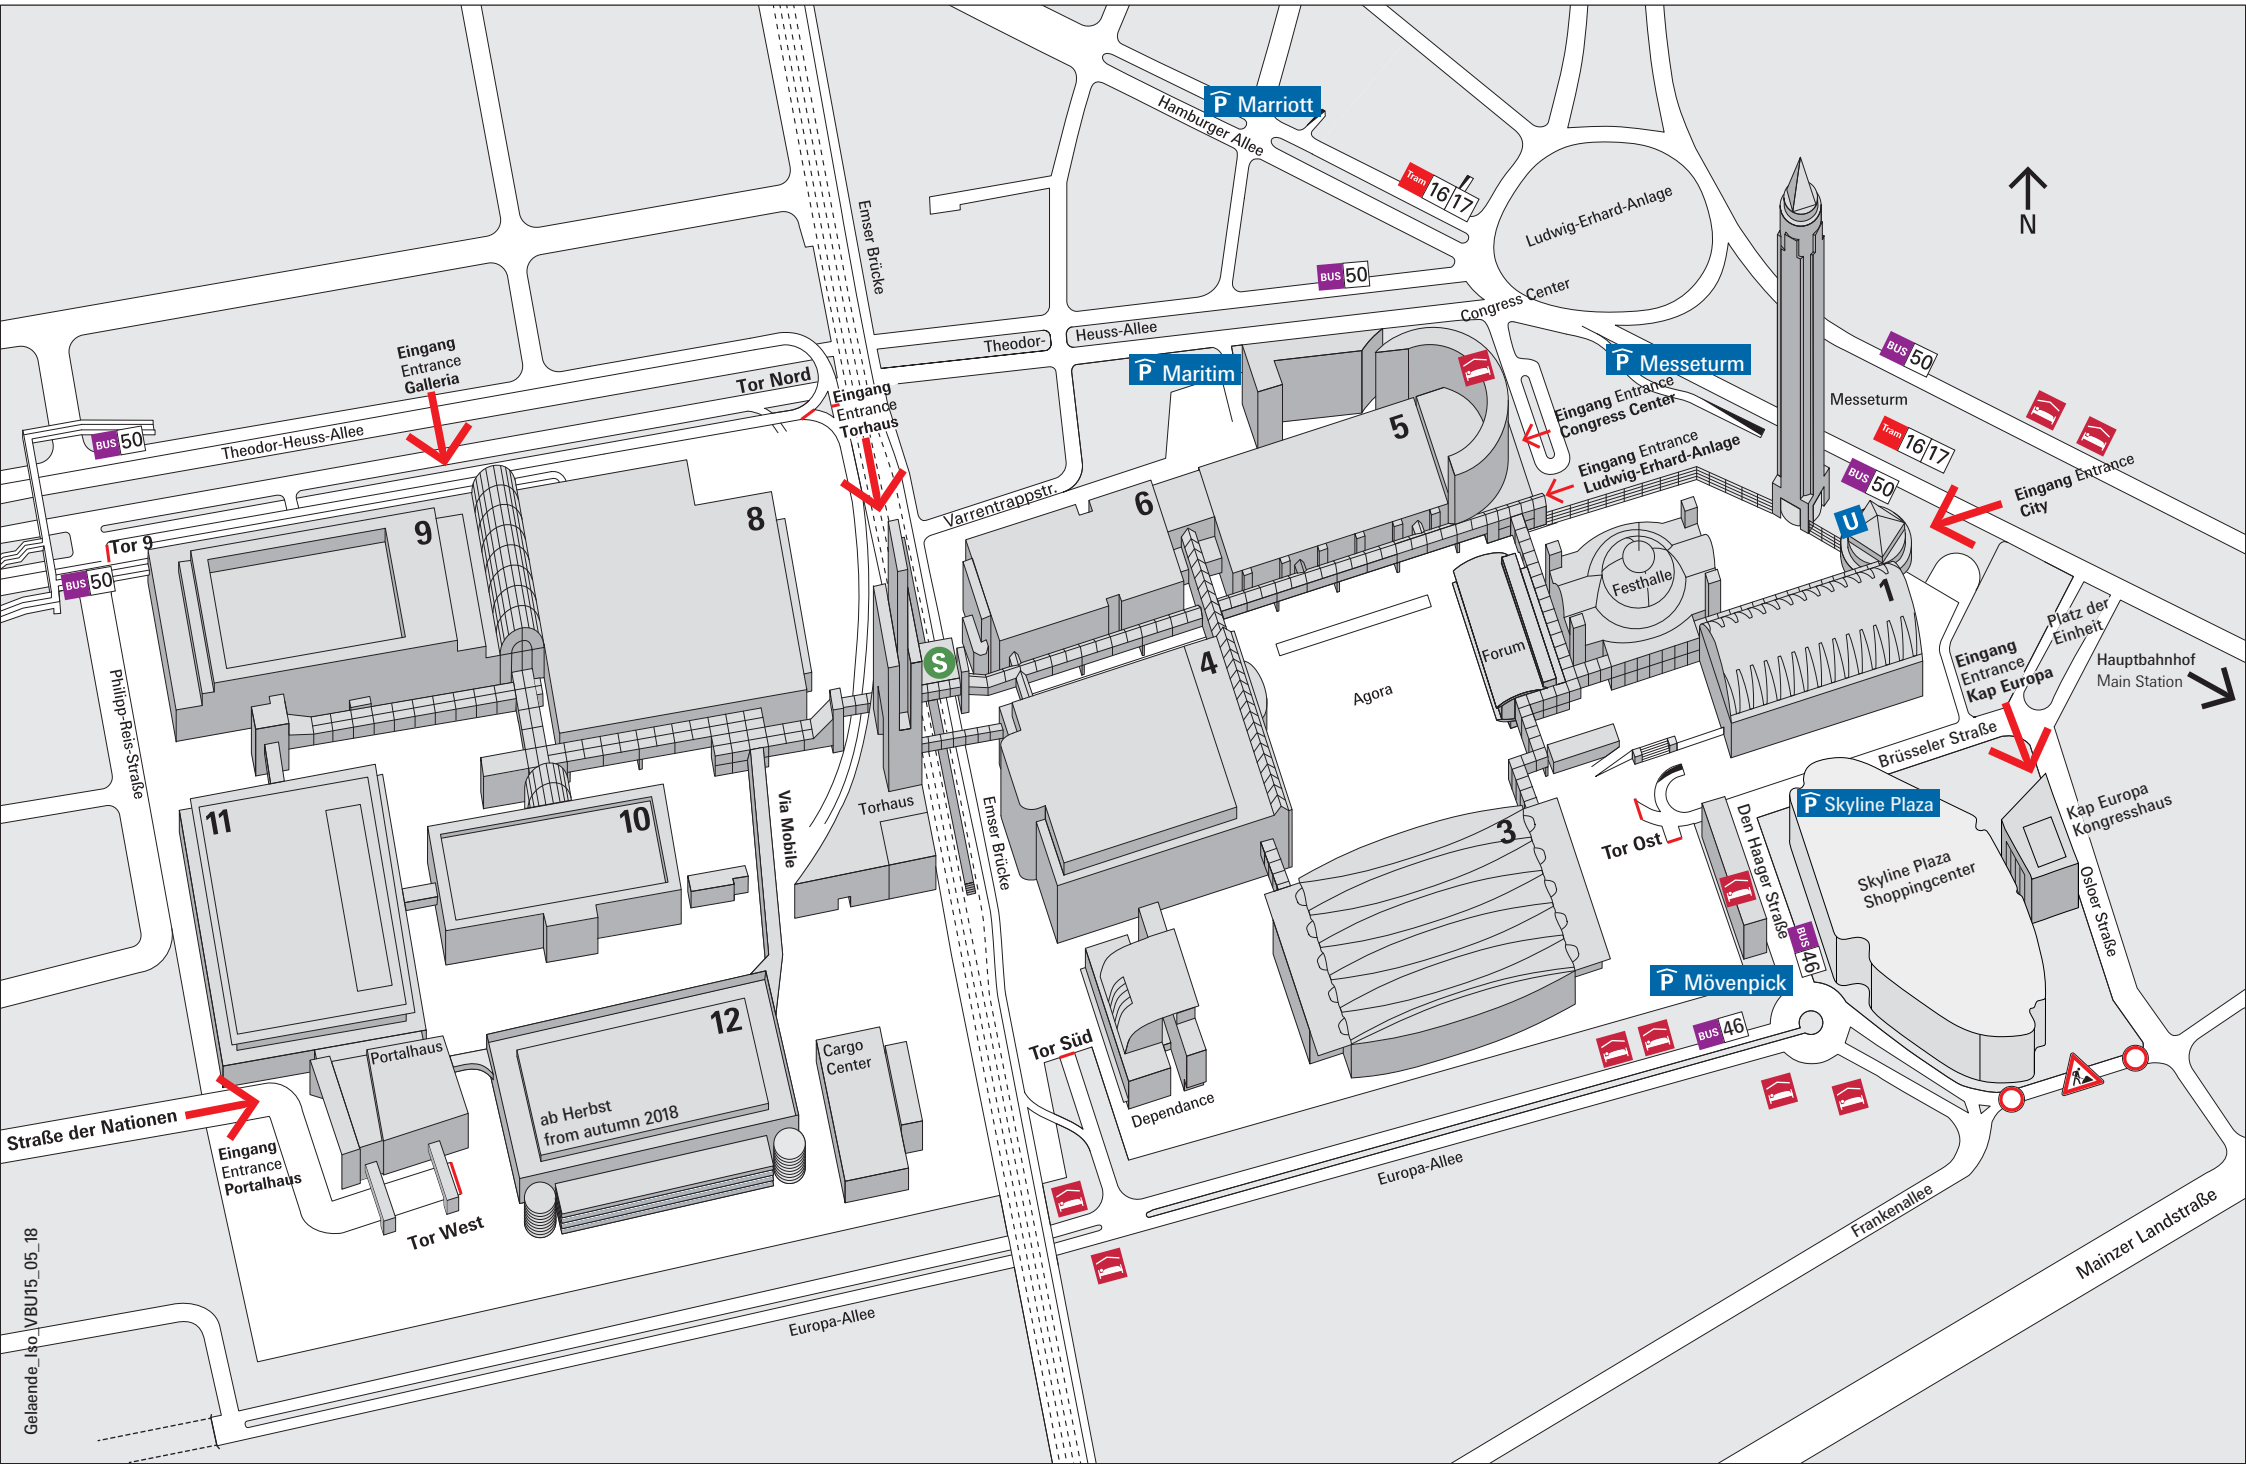 P Marriott
Hamburger Allee
Tram 16 17
Ludwig-Erhard-Anlage
N
Emser Brücke
BUS 50
Congress Center
Theodor-
Heuss-Allee
Eingang
Entrance
Galleria
Tor Nord
P Maritim
P Messeturm
BUS 50
Eingang
Entrance
Torhaus
Eingang Entrance
Congress Center
Messeturm
BUS 50
Theodor-Heuss-Allee
5
Eingang Entrance
Ludwig-Erhard-Anlage
Tram 16 17
BUS 50
Eingang Entrance
City
Varrentrappstr.
6
8
9
Tor 9
BUS 50
U
Festhalle
1
Platz der
Einheit
Forum
S
4
Agora
Eingang
Entrance
Kap Europa
Hauptbahnhof
Main Station
Philipp-Reis-Straße
Brüsseler Straße
11
10
Via Mobile
Torhaus
Emser Brücke
3
Tor Ost
Den Haager Straße
P Skyline Plaza
Kap Europa
Kongresshaus
Skyline Plaza
Shoppingcenter
Osloer Straße
BUS 46
P Mövenpick
12
Portalhaus
Cargo
Center
Tor Süd
BUS 46
Straße der Nationen
ab Herbst
from autumn 2018
Dependance
Eingang
Entrance
Portalhaus
Tor West
Europa-Allee
Frankenallee
Mainzer Landstraße
Europa-Allee
Gelaende_Iso_VBU15_05_18